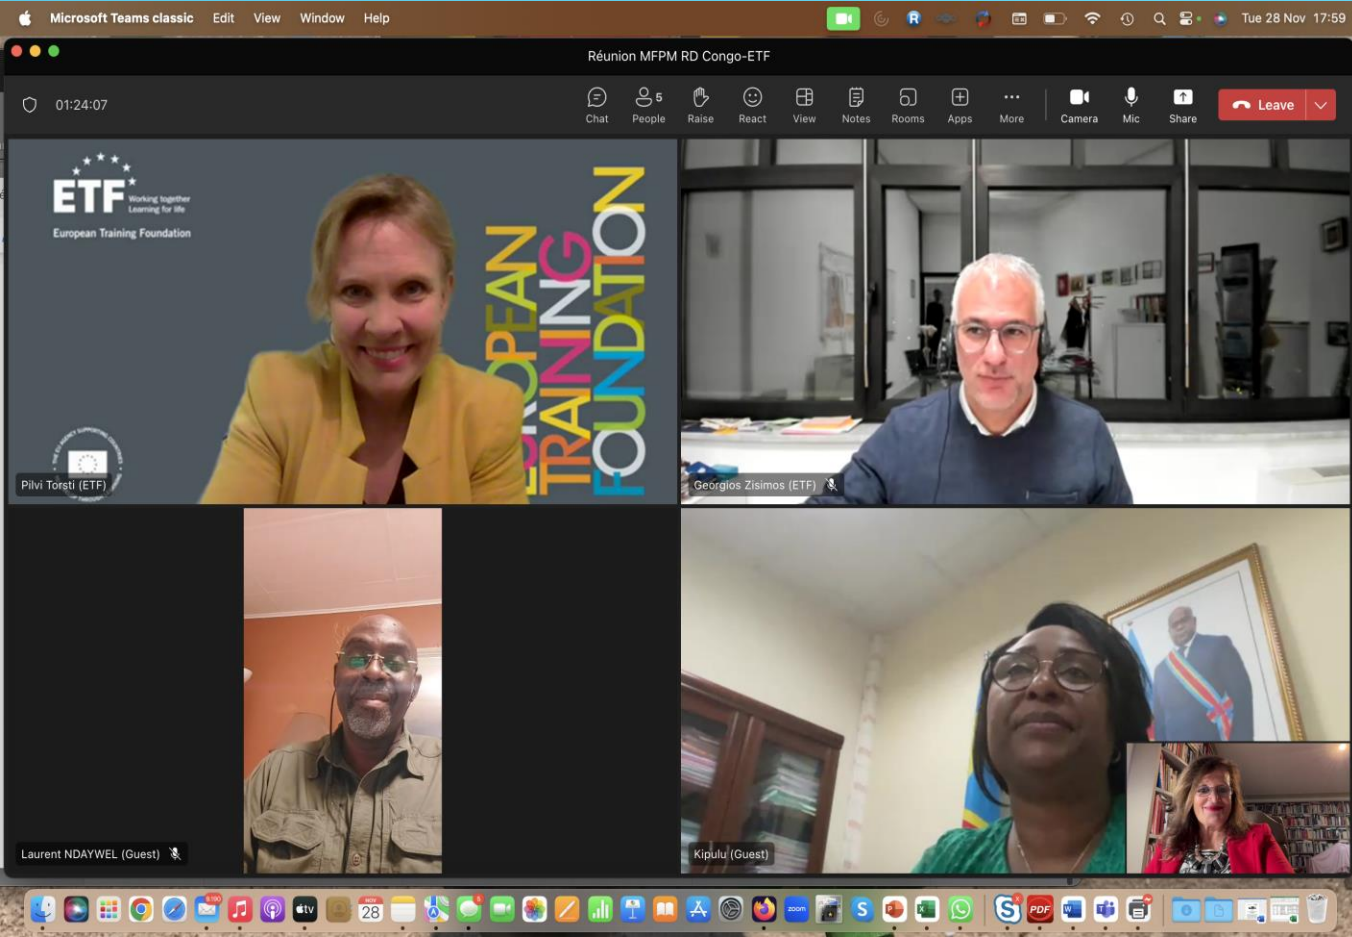 Microsoft Teams classic Edit View Window Help
Tue 28 Nov 17:59
Réunion MFPM RD Congo-ETF
01:24:07
5
Chat People Raise React View Notes Rooms Apps More Camera Mic Share Leave
ETF Working together
Learning for life
European Training Foundation
EUROPEAN
TRAINING
FOUNDATION
Pilvi Torsti (ETF)
Georgios Zisimos (ETF)
Laurent NDAYWEL (Guest)
Kipulu (Guest)
tv
NOV
28
zoom
PDF